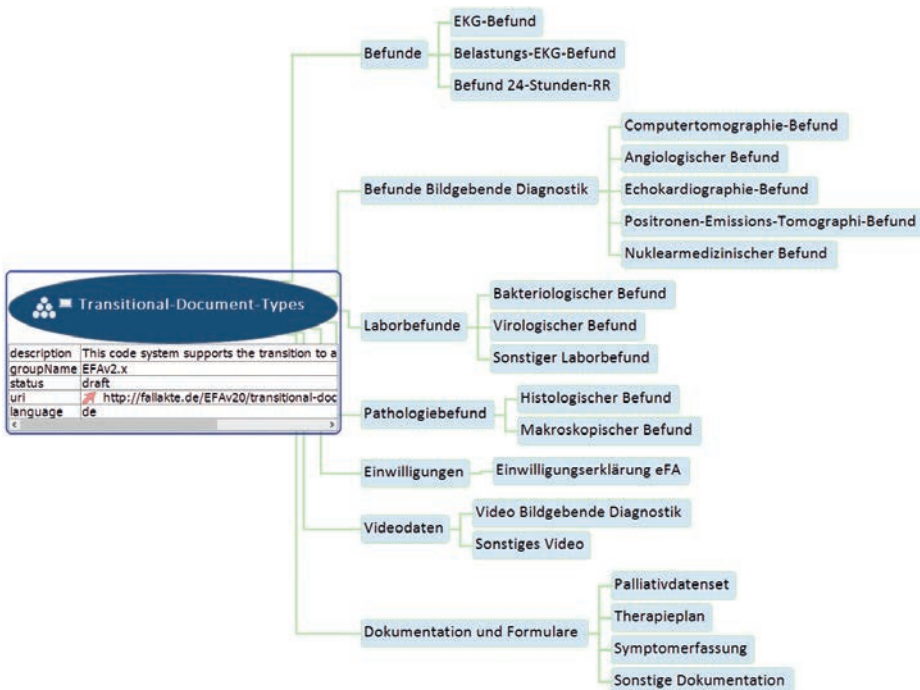 EKG-Befund
Befunde
Belastungs-EKG-Befund
Befund 24-Stunden-RR
Computertomographie-Befund
Angiologischer Befund
Befunde Bildgebende Diagnostik
Echokardiographie-Befund
Positronen-Emissions-Tomographi-Befund
Nuklearmedizinischer Befund
Transitional-Document-Types
description This code system supports the transition to a
groupName EFAv2.x
status draft
uri http://fallakte.de/EFAv20/transitional-doc
language de
Bakteriologischer Befund
Laborbefunde
Virologischer Befund
Sonstiger Laborbefund
Histologischer Befund
Pathologiebefund
Makroskopischer Befund
Einwilligungen
Einwilligungserklärung eFA
Video Bildgebende Diagnostik
Videodaten
Sonstiges Video
Palliativdatenset
Therapieplan
Dokumentation und Formulare
Symptomerfassung
Sonstige Dokumentation